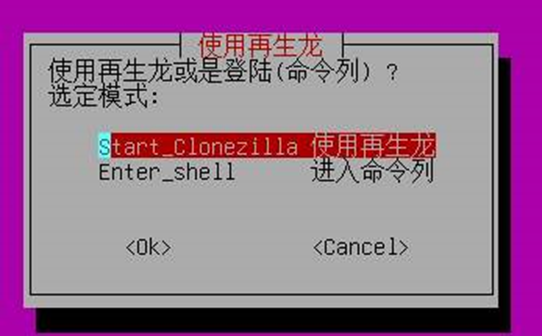 使用再生龙
使用再生龙或是登陆(命令列) ?
选定模式:
Start_Clonezilla 使用再生龙
Enter_shell 进入命令列
<Ok> <Cancel>